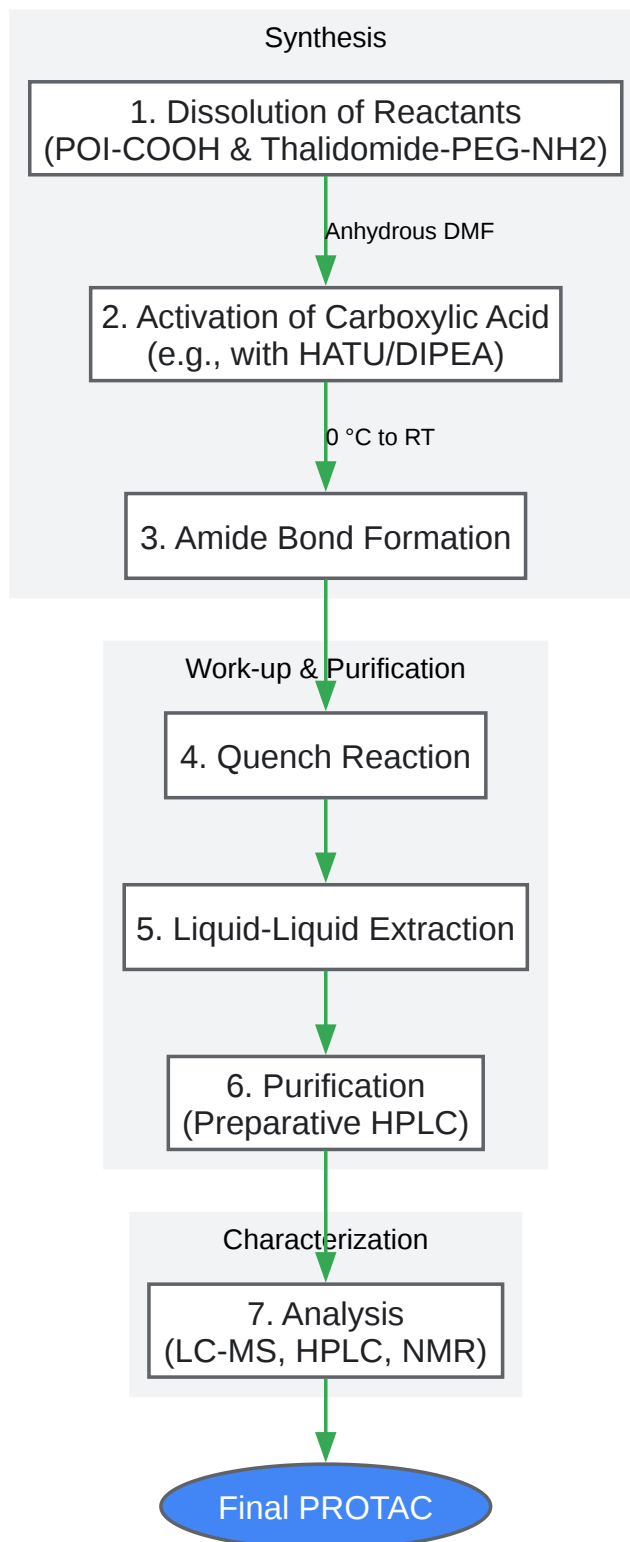 Synthesis
1. Dissolution of Reactants
(POI-COOH & Thalidomide-PEG-NH2)
Anhydrous DMF
2. Activation of Carboxylic Acid
(e.g., with HATU/DIPEA)
0 °C to RT
3. Amide Bond Formation
Work-up & Purification
4. Quench Reaction
5. Liquid-Liquid Extraction
6. Purification
(Preparative HPLC)
Characterization
7. Analysis
(LC-MS, HPLC, NMR)
Final PROTAC